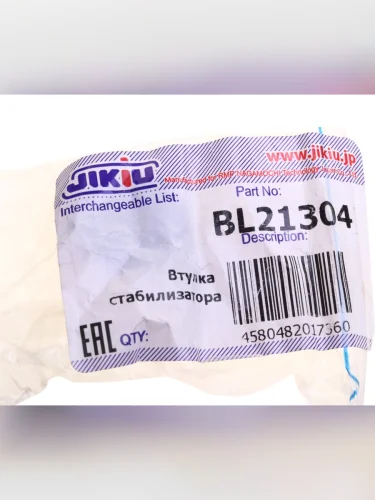 JIKIU
www.jikiu.jp
Interchangeable List:
Part No:
BL21304
Description:
Втулка
стабилизатора
EAC
QTY:
4580482017360